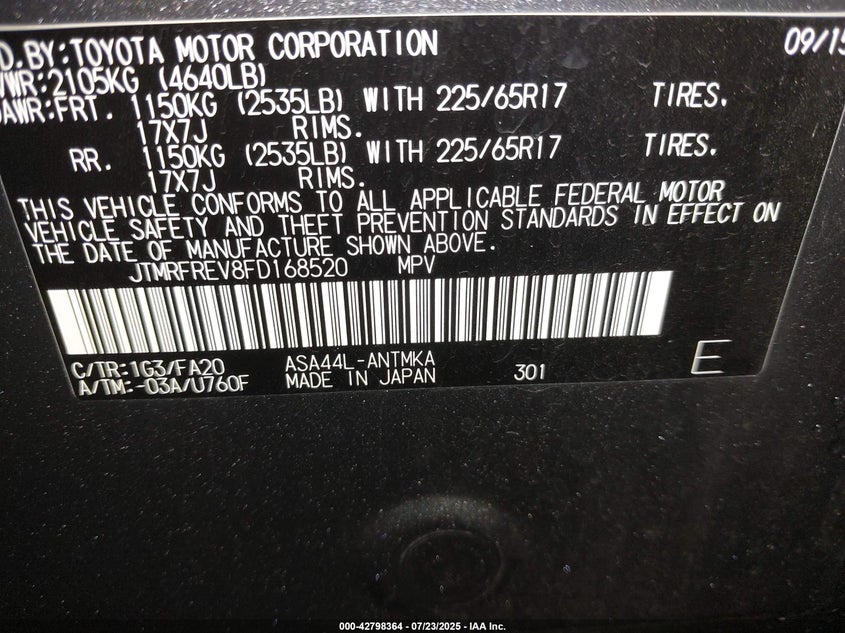 D.BY:TOYOTA MOTOR CORPORATION 09/15
VWR:2105KG (4640LB)
AWR:FRT. 1150KG (2535LB) WITH 225/65R17 TIRES.
17X7J RIMS.
RR. 1150KG (2535LB) WITH 225/65R17 TIRES.
17X7J RIMS.
THIS VEHICLE CONFORMS TO ALL APPLICABLE FEDERAL MOTOR
VEHICLE SAFETY AND THEFT PREVENTION STANDARDS IN EFFECT ON
THE DATE OF MANUFACTURE SHOWN ABOVE.
JTMRFREV8FD168520 MPV
C/TR:1G3/FA20 ASA44L-ANTMKA E
A/TM:-03A/U760F MADE IN JAPAN 301
000-42798364 - 07/23/2025 - IAA Inc.